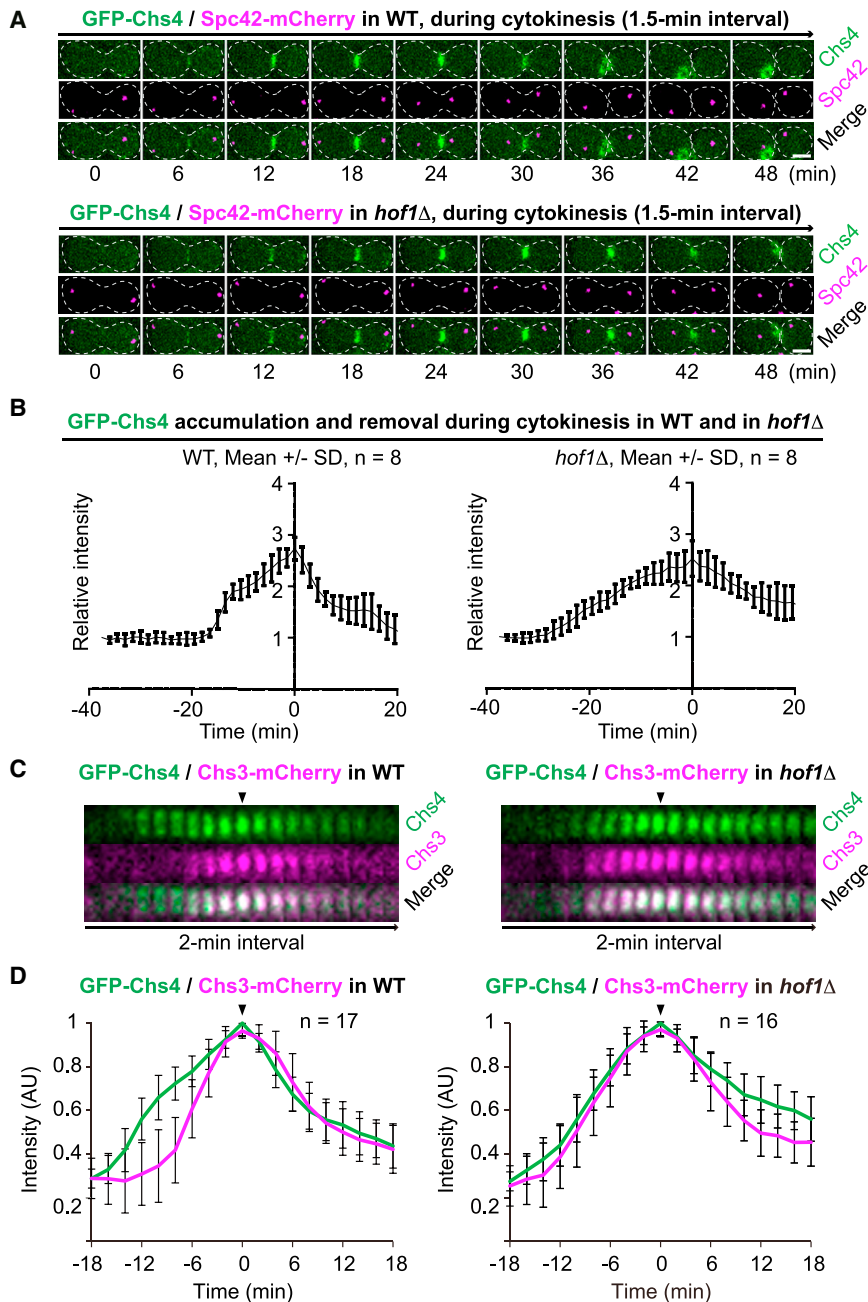 A
GFP-Chs4 / Spc42-mCherry in WT, during cytokinesis (1.5-min interval)
Chs4
Spc42
Merge
0 6 12 18 24 30 36 42 48 (min)
GFP-Chs4 / Spc42-mCherry in hof1Δ, during cytokinesis (1.5-min interval)
Chs4
Spc42
Merge
0 6 12 18 24 30 36 42 48 (min)
B
GFP-Chs4 accumulation and removal during cytokinesis in WT and in hof1Δ
WT, Mean +/- SD, n = 8
Relative intensity
4
3
2
1
-40 -20 0 20
Time (min)
hof1Δ, Mean +/- SD, n = 8
Relative intensity
4
3
2
1
-40 -20 0 20
Time (min)
C
GFP-Chs4 / Chs3-mCherry in WT
Chs4
Chs3
Merge
2-min interval
GFP-Chs4 / Chs3-mCherry in hof1Δ
Chs4
Chs3
Merge
2-min interval
D
GFP-Chs4 / Chs3-mCherry in WT
n = 17
Intensity (AU)
1
0.8
0.6
0.4
0.2
-18 -12 -6 0 6 12 18
Time (min)
GFP-Chs4 / Chs3-mCherry in hof1Δ
n = 16
Intensity (AU)
1
0.8
0.6
0.4
0.2
-18 -12 -6 0 6 12 18
Time (min)